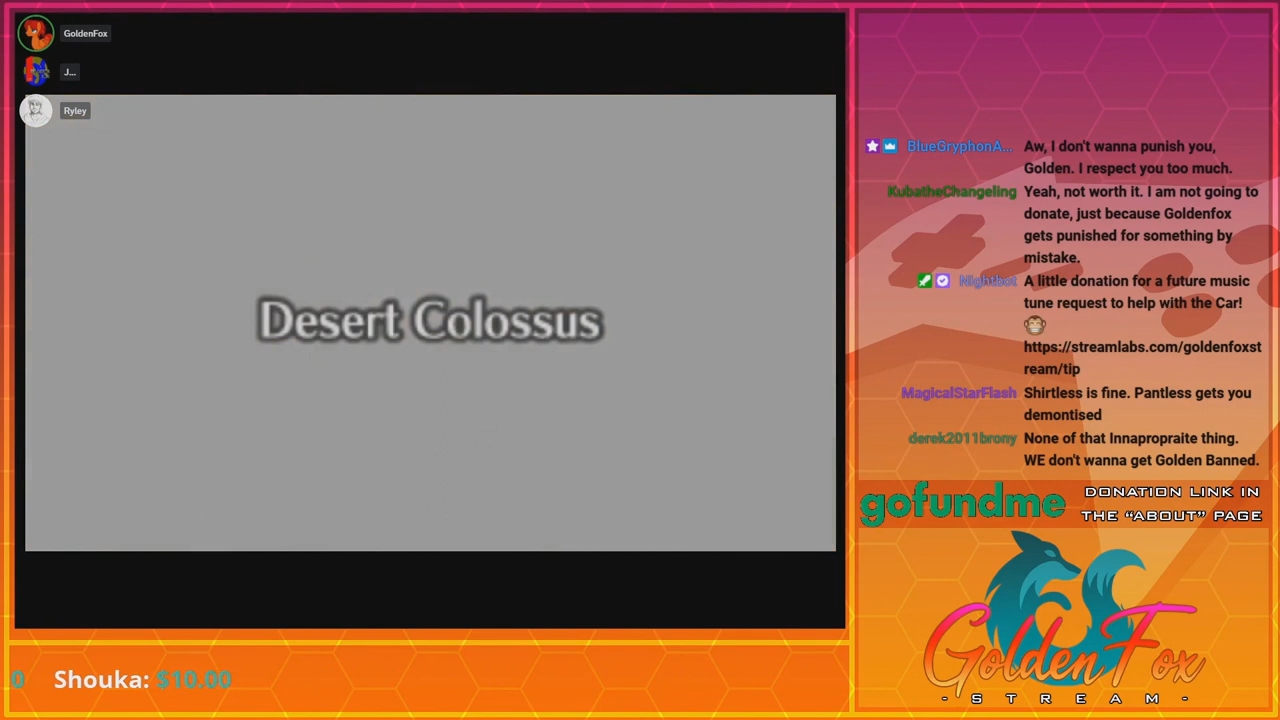 GoldenFox
J...
Ryley
Desert Colossus
BlueGryphonA... Aw, I don't wanna punish you,
Golden. I respect you too much.
KubatheChangeling Yeah, not worth it. I am not going to
donate, just because Goldenfox
gets punished for something by
mistake.
Nightbot A little donation for a future music
tune request to help with the Car!
https://streamlabs.com/goldenfoxst
ream/tip
MagicalStarFlash Shirtless is fine. Pantless gets you
demontised
derek2011brony None of that Innapropraite thing.
WE don't wanna get Golden Banned.
gofundme DONATION LINK IN
THE "ABOUT" PAGE
GoldenFox
- S T R E A M -
0 Shouka: $10.00